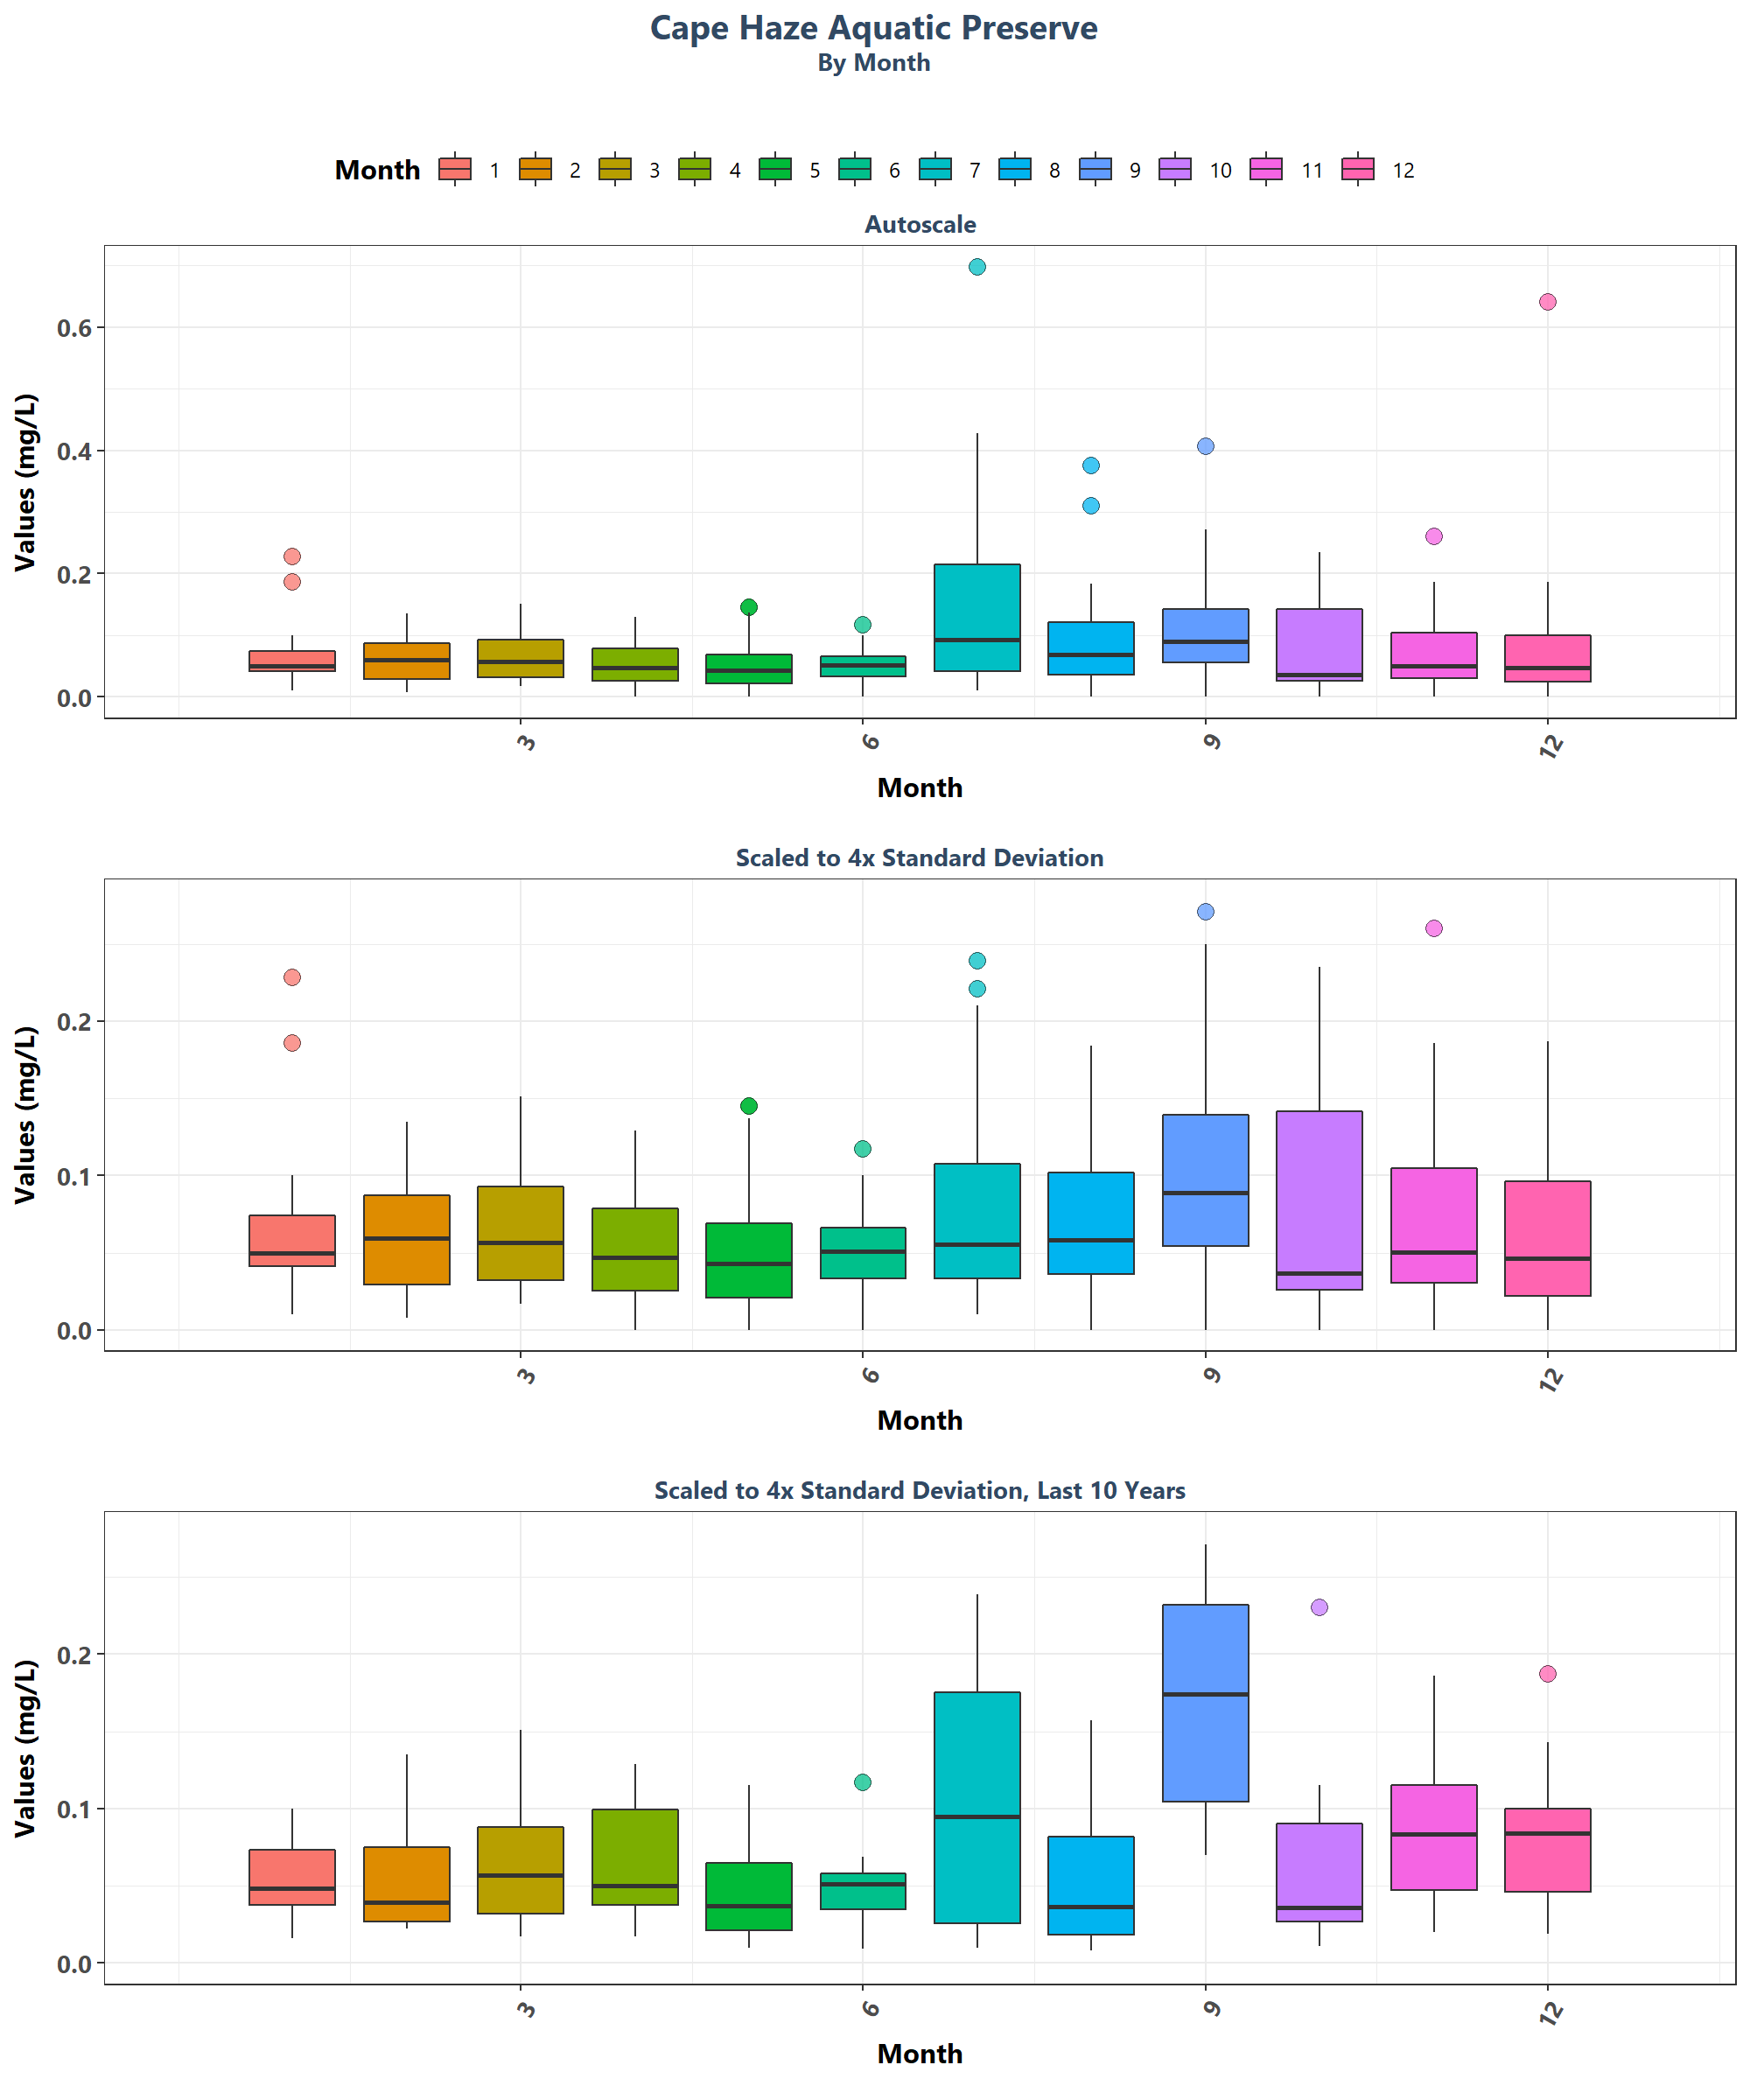 Cape Haze Aquatic Preserve
By Month
Month 1 2 3 4 5 6 7 8 9 10 11 12
Autoscale
Values (mg/L)
0.6
0.4
0.2
0.0
3 6 9 12
Month
Scaled to 4x Standard Deviation
Values (mg/L)
0.2
0.1
0.0
3 6 9 12
Month
Scaled to 4x Standard Deviation, Last 10 Years
Values (mg/L)
0.2
0.1
0.0
3 6 9 12
Month